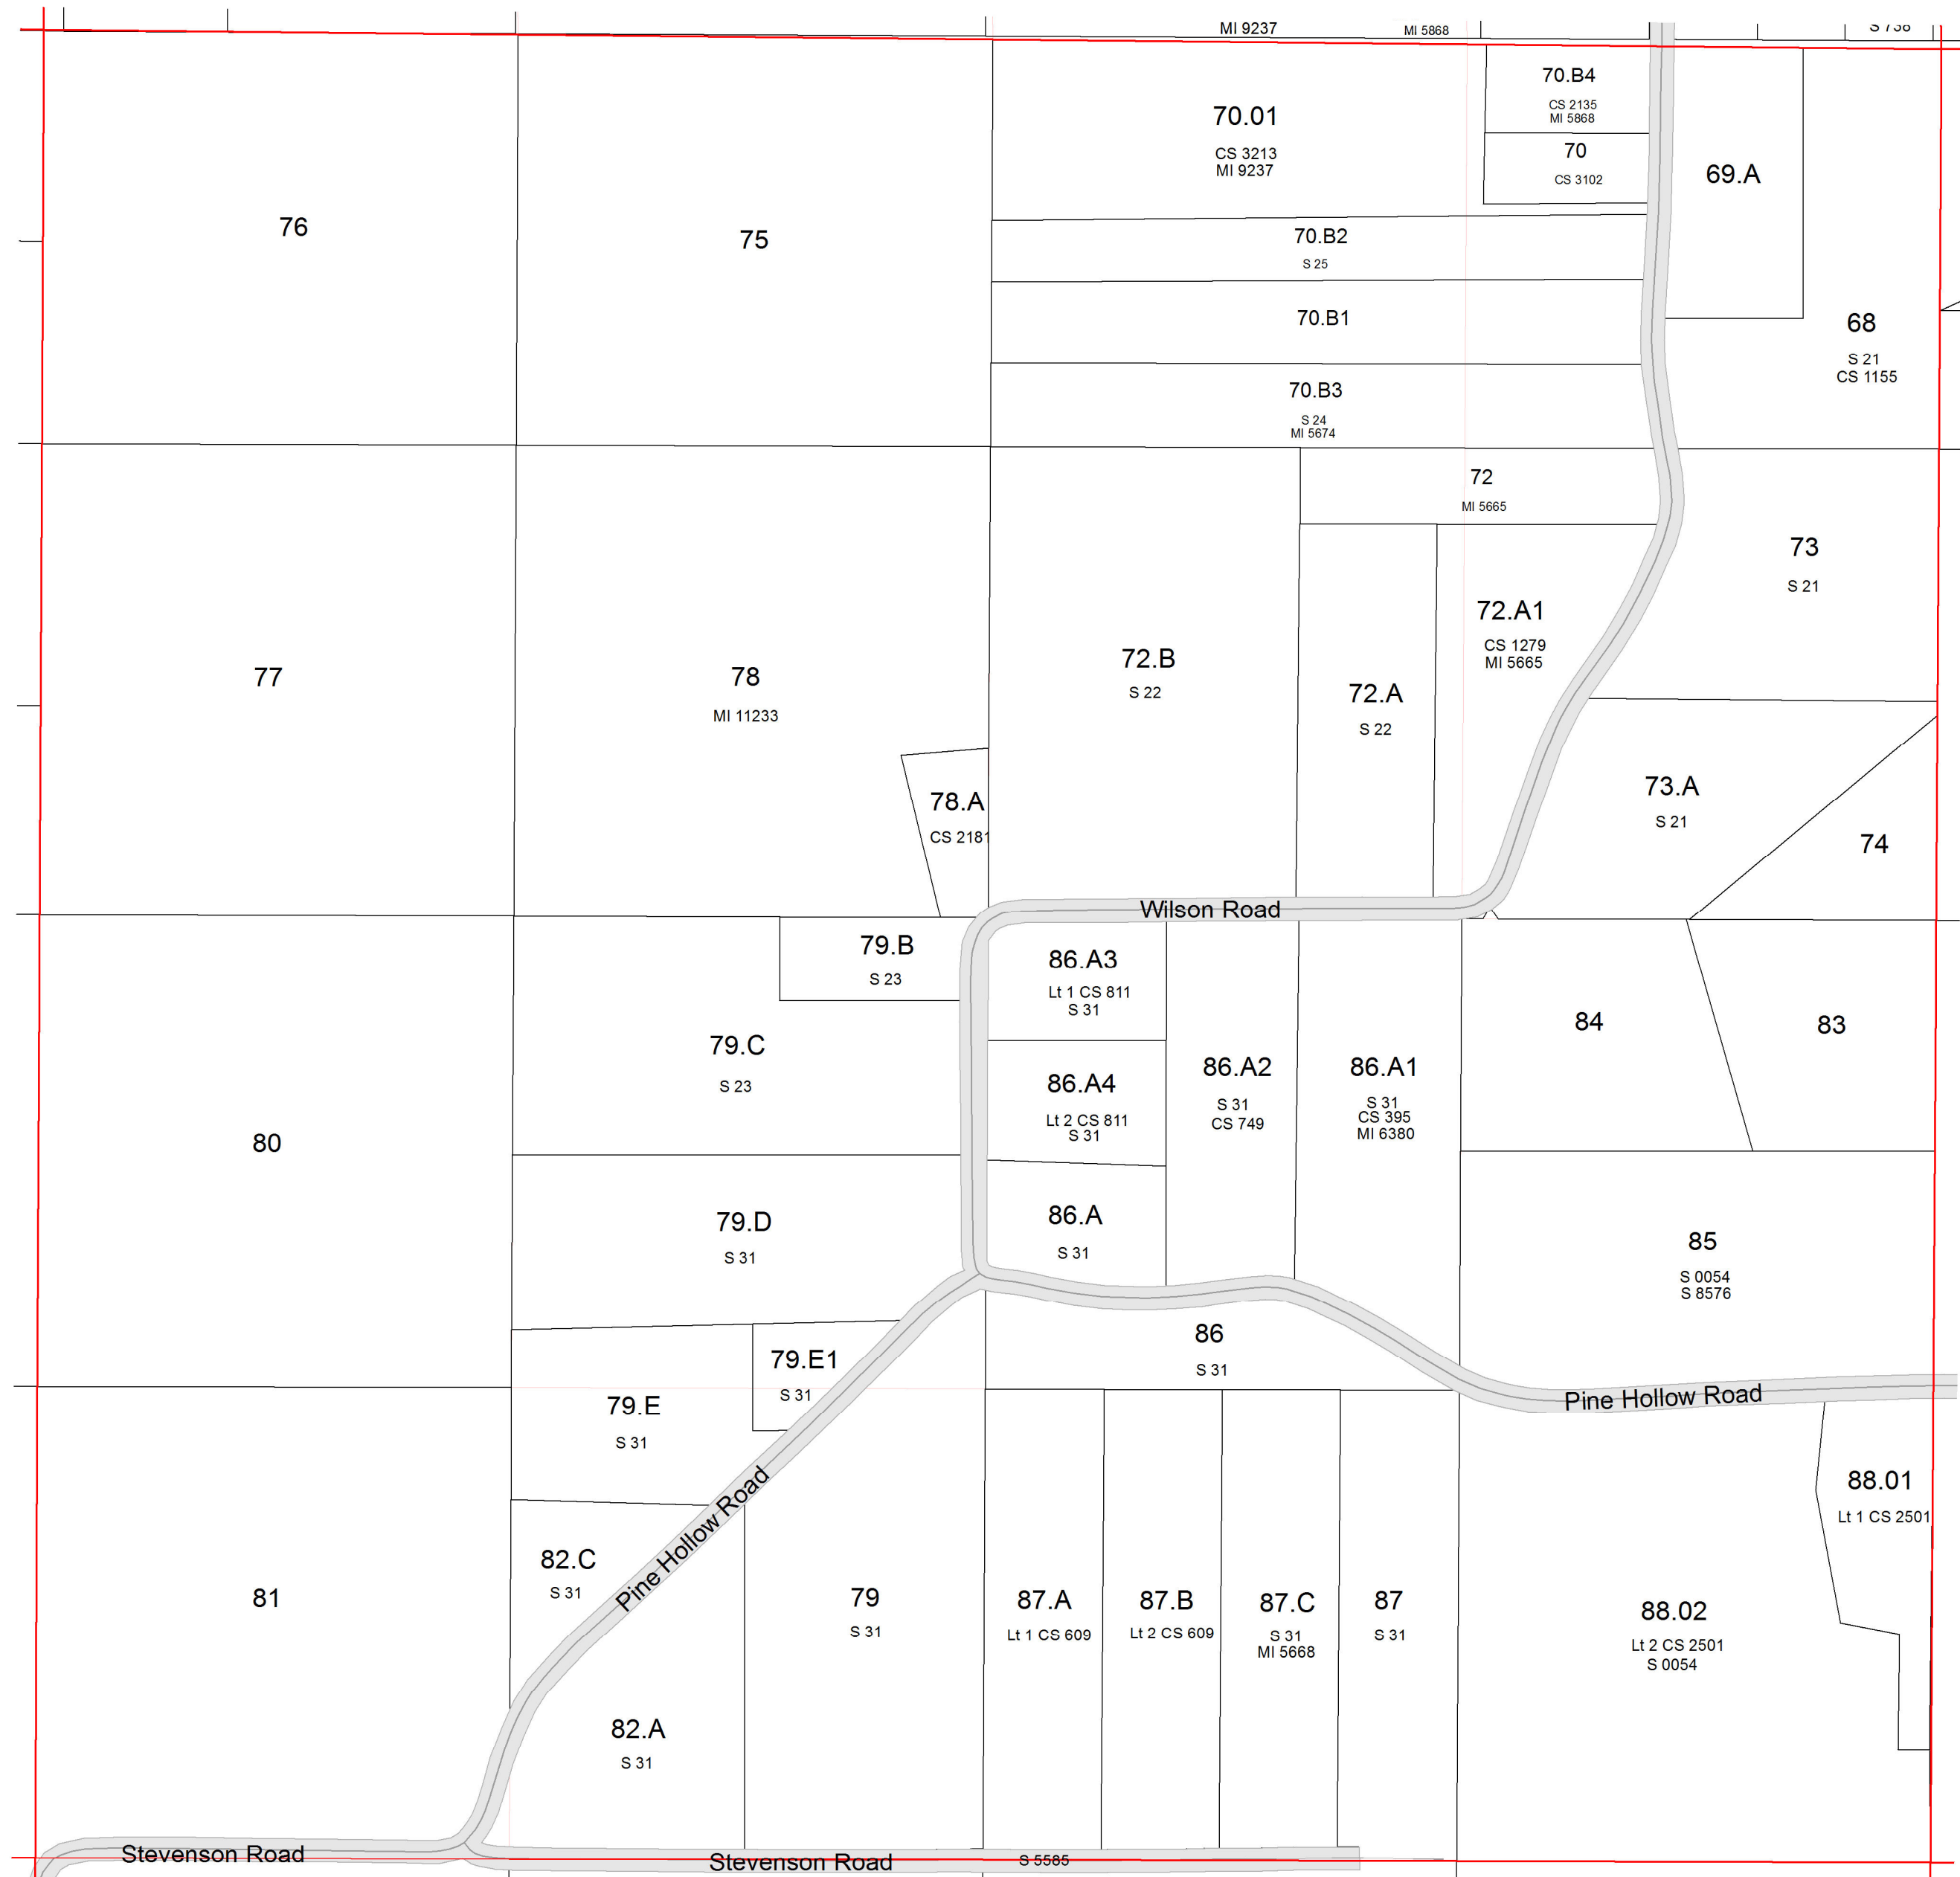 MI 9237
MI 5868
S 738
70.B4
CS 2135
MI 5868
70.01
CS 3213
MI 9237
70
CS 3102
69.A
76
75
70.B2
S 25
70.B1
68
S 21
CS 1155
70.B3
S 24
MI 5674
72
MI 5665
73
S 21
72.A1
CS 1279
MI 5665
77
78
MI 11233
72.B
S 22
72.A
S 22
78.A
CS 2181
73.A
S 21
74
Wilson Road
79.B
S 23
86.A3
Lt 1 CS 811
S 31
79.C
S 23
86.A4
Lt 2 CS 811
S 31
86.A2
S 31
CS 749
86.A1
S 31
CS 395
MI 6380
84
83
80
79.D
S 31
86.A
S 31
85
S 0054
S 8576
86
S 31
79.E1
S 31
79.E
S 31
Pine Hollow Road
Pine Hollow Road
88.01
Lt 1 CS 2501
82.C
S 31
81
79
S 31
87.A
Lt 1 CS 609
87.B
Lt 2 CS 609
87.C
S 31
MI 5668
87
S 31
88.02
Lt 2 CS 2501
S 0054
82.A
S 31
Stevenson Road
Stevenson Road
S 5585